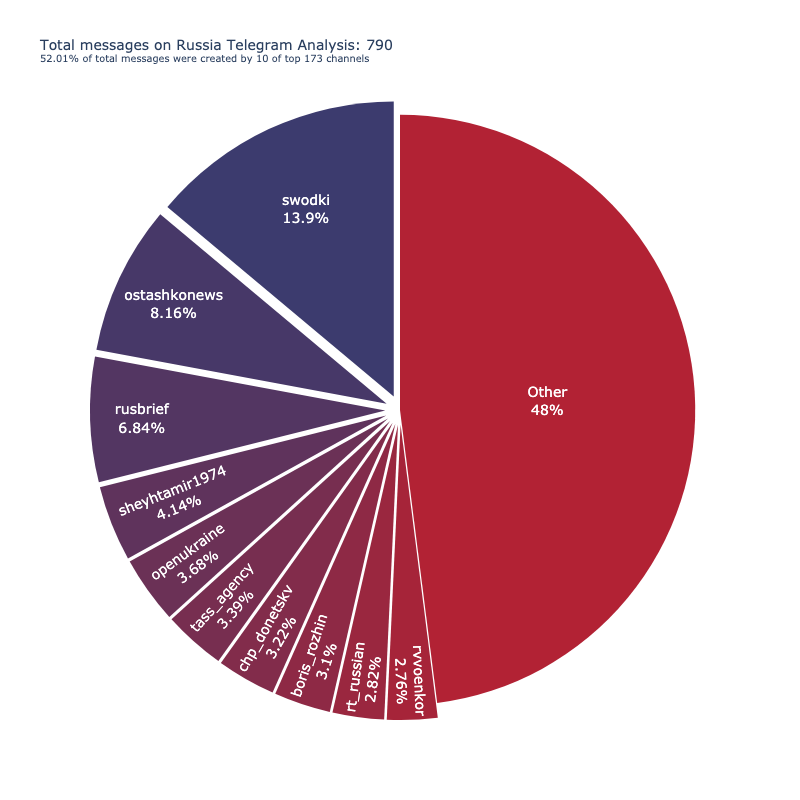 Total messages on Russia Telegram Analysis: 790
52.01% of total messages were created by 10 of top 173 channels
swodki
13.9%
ostashkonews
8.16%
rusbrief
6.84%
sheyhtamir1974
4.14%
openukraine
3.68%
tass_agency
3.39%
chp_donetskv
3.22%
boris_rozhin
3.1%
rt_russian
2.82%
rvvoenkor
2.76%
Other
48%